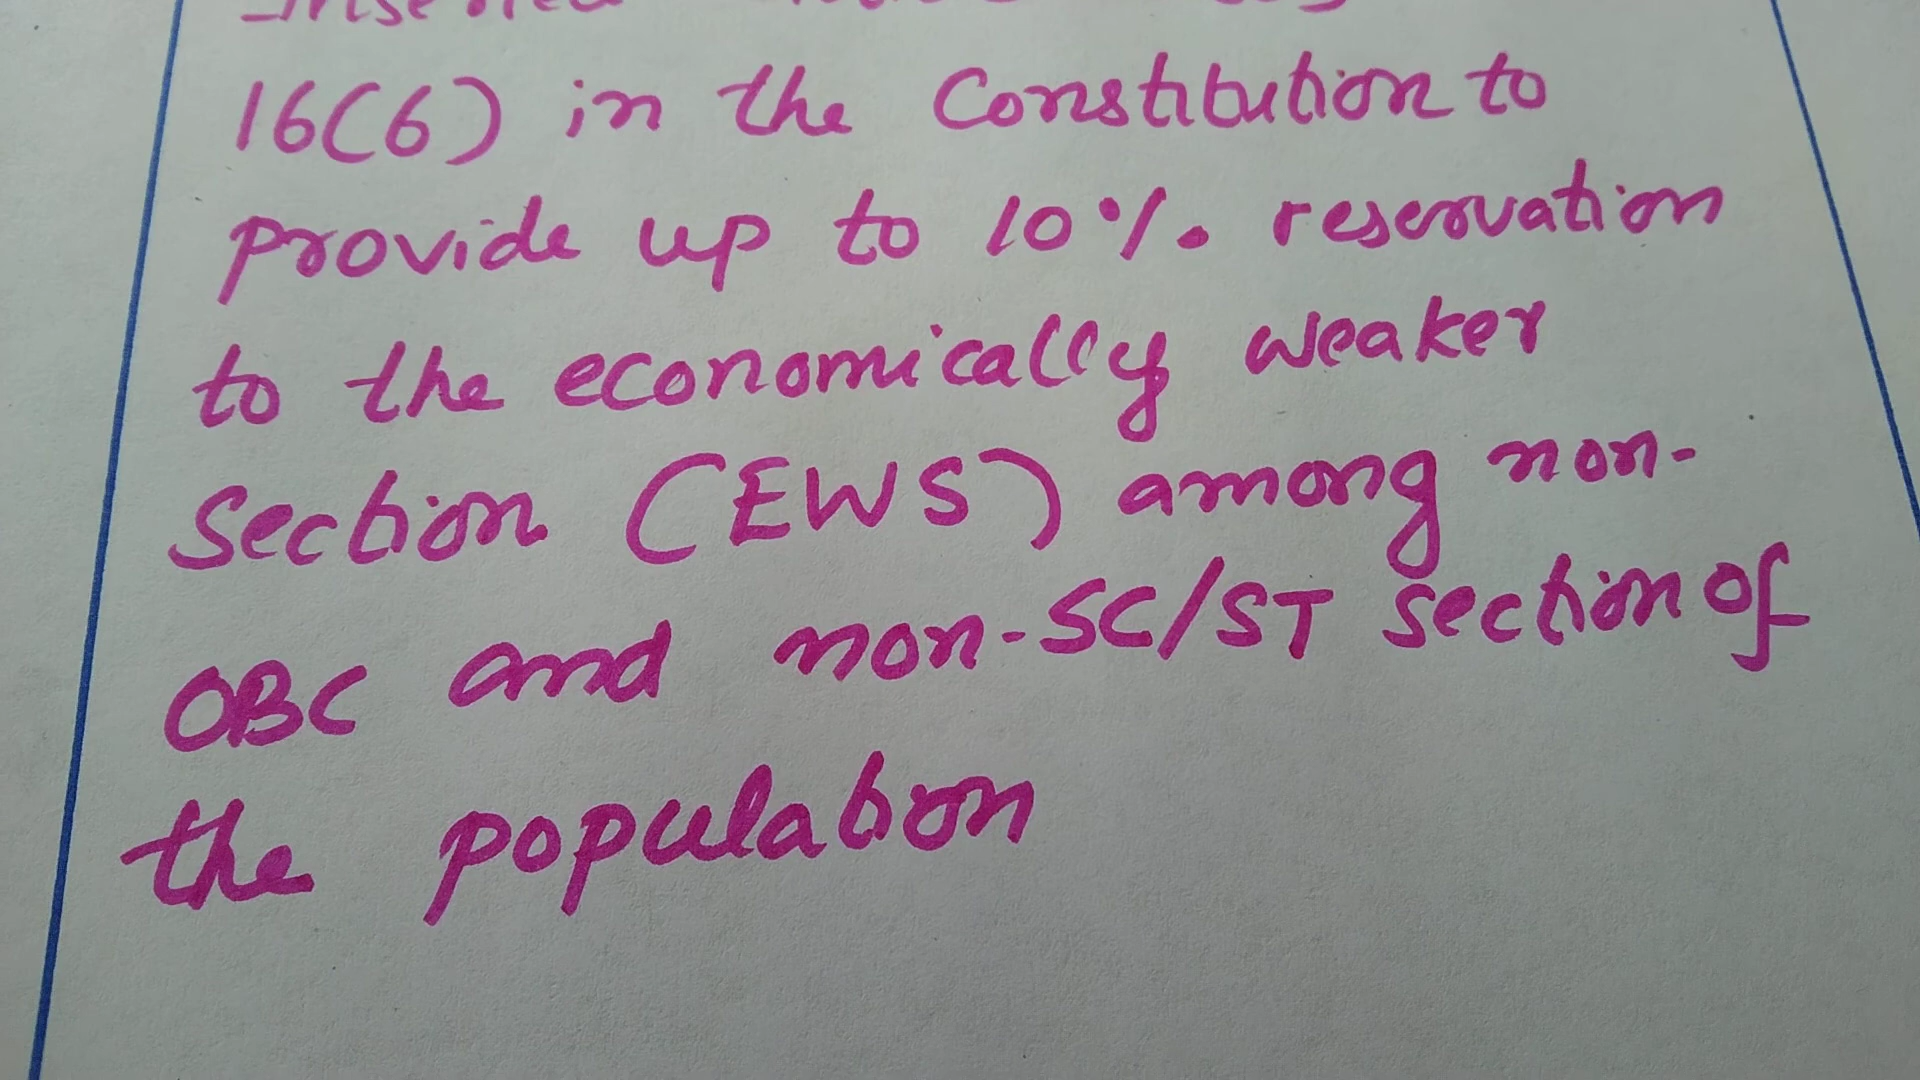 Inserted
16(6) in the Constitution to
provide up to 10% reservation
to the economically weaker
Section (EWS) among non-
OBC and non-SC/ST section of
the population